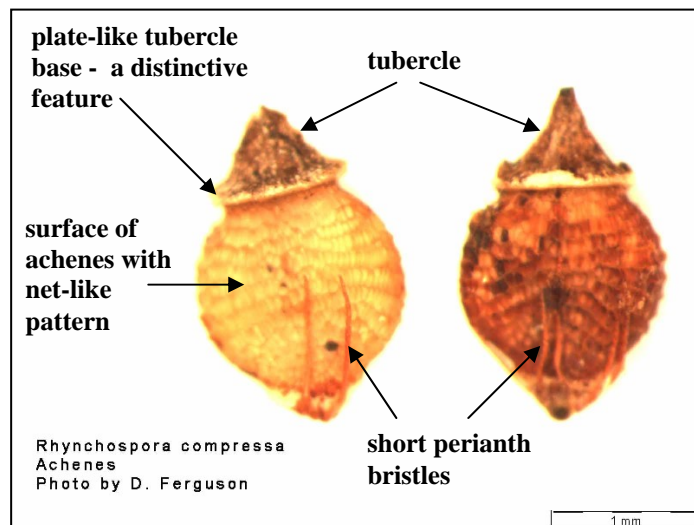 plate-like tubercle
base - a distinctive
feature
tubercle
surface of
achenes with
net-like
pattern
short perianth
bristles
Rhynchospora compressa
Achenes
Photo by D. Ferguson
1 mm